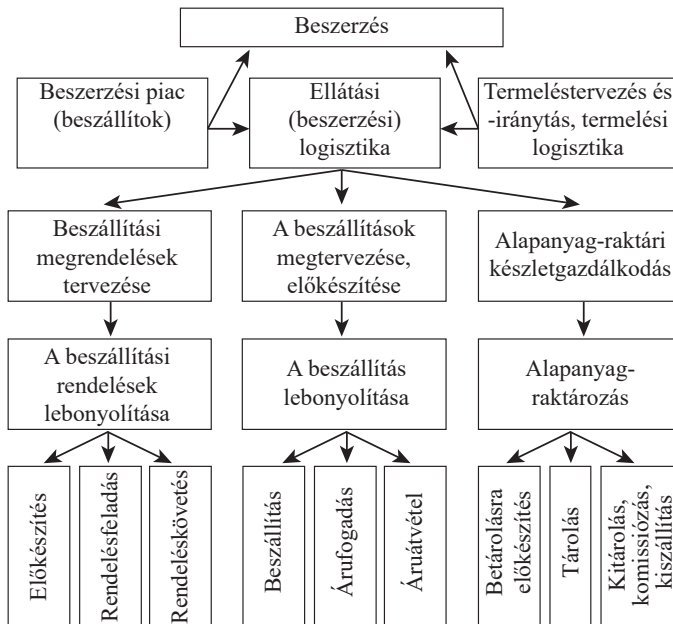 Beszerzés
Beszerzési piac
(beszállítok)
Ellátási
(beszerzési)
logisztika
Termeléstervezés és
-iránytás, termelési
logisztika
Beszállítási
megrendelések
tervezése
A beszállítások
megtervezése,
előkészítése
Alapanyag-raktári
készletgazdálkodás
A beszállítási
rendelések
lebonyolítása
A beszállítás
lebonyolítása
Alapanyag-
raktározás
Előkészítés
Rendelésfeladás
Rendeléskövetés
Beszállítás
Árufogadás
Áruátvétel
Betárolásra
előkészítés
Tárolás
Kitárolás,
komissiózás,
kiszállítás